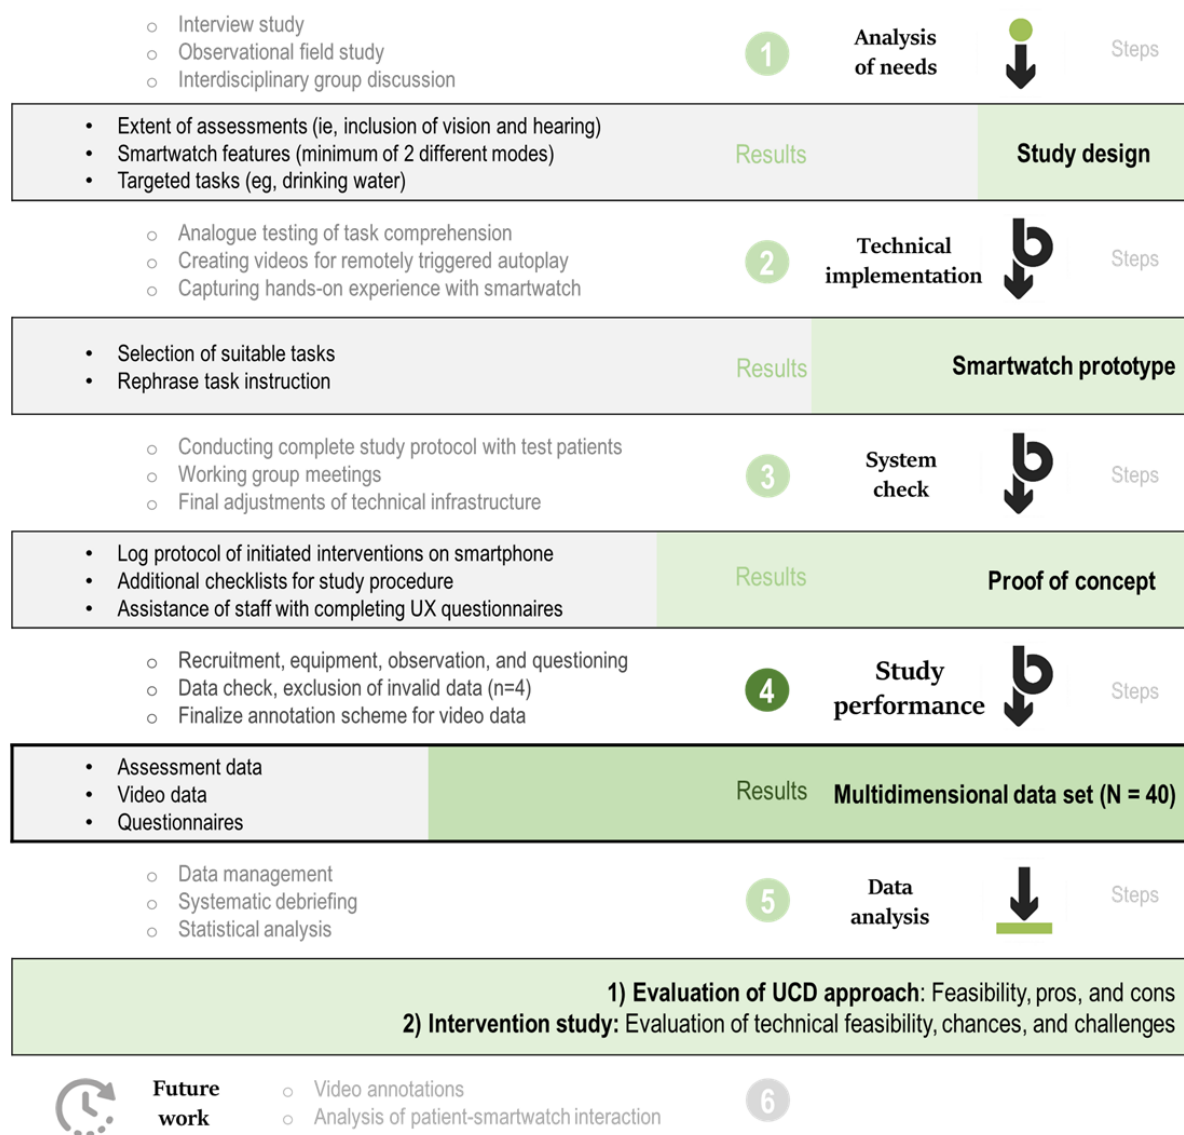 Interview study
Observational field study
Interdisciplinary group discussion
1
Analysis
of needs
Steps
Extent of assessments (ie, inclusion of vision and hearing)
Smartwatch features (minimum of 2 different modes)
Targeted tasks (eg, drinking water)
Results
Study design
Analogue testing of task comprehension
Creating videos for remotely triggered autoplay
Capturing hands-on experience with smartwatch
2
Technical
implementation
Steps
Selection of suitable tasks
Rephrase task instruction
Results
Smartwatch prototype
Conducting complete study protocol with test patients
Working group meetings
Final adjustments of technical infrastructure
3
System
check
Steps
Log protocol of initiated interventions on smartphone
Additional checklists for study procedure
Assistance of staff with completing UX questionnaires
Results
Proof of concept
Recruitment, equipment, observation, and questioning
Data check, exclusion of invalid data (n=4)
Finalize annotation scheme for video data
4
Study
performance
Steps
Assessment data
Video data
Questionnaires
Results
Multidimensional data set (N = 40)
Data management
Systematic debriefing
Statistical analysis
5
Data
analysis
Steps
1) Evaluation of UCD approach: Feasibility, pros, and cons
2) Intervention study: Evaluation of technical feasibility, chances, and challenges
Future
work
Video annotations
Analysis of patient-smartwatch interaction
6